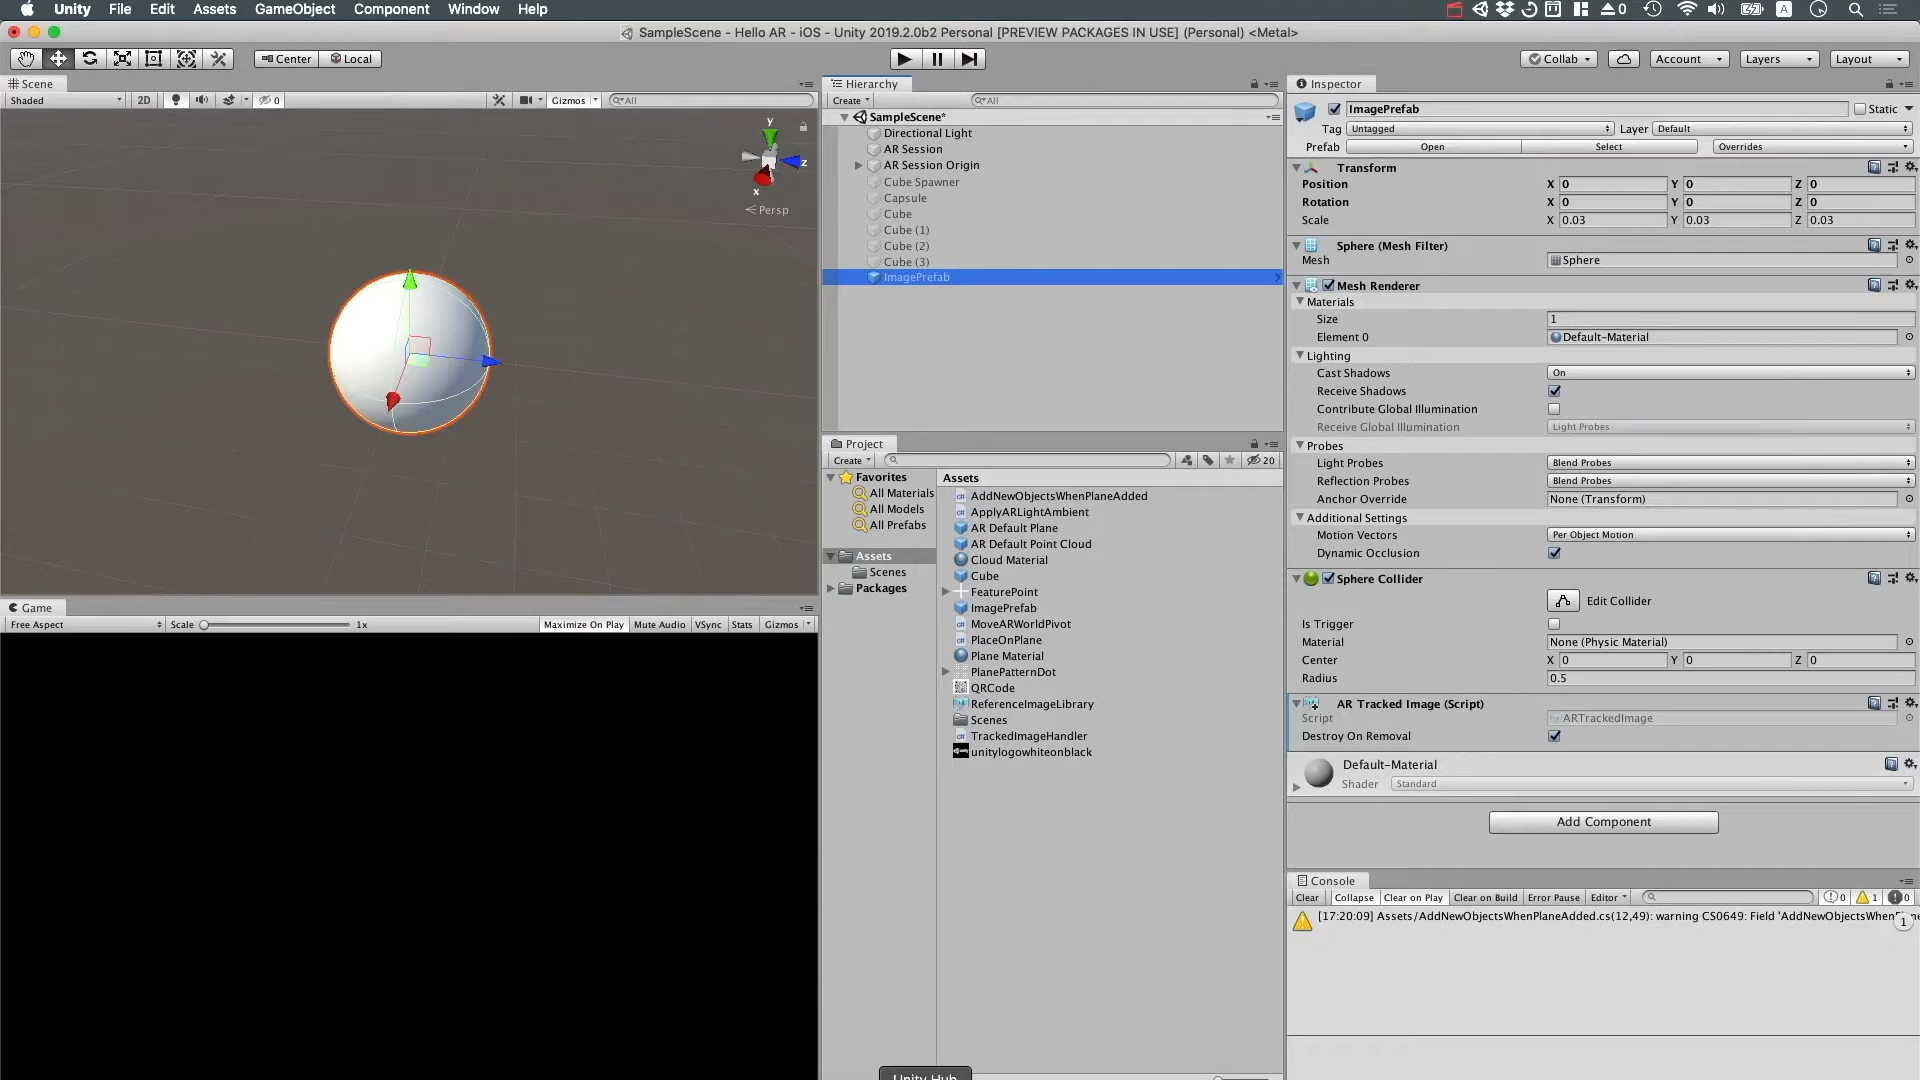 Unity File Edit Assets GameObject Component Window Help
0
A
SampleScene - Hello AR - iOS - Unity 2019.2.0b2 Personal [PREVIEW PACKAGES IN USE] (Personal) <Metal>
Center Local
Collab Account Layers Layout
Scene
Shaded 2D 0 Gizmos All
y
z
x
Persp
Game
Free Aspect Scale 1x Maximize On Play Mute Audio VSync Stats Gizmos
Hierarchy
Create All
SampleScene*
Directional Light
AR Session
AR Session Origin
Cube Spawner
Capsule
Cube
Cube (1)
Cube (2)
Cube (3)
ImagePrefab
Project
Create 20
Favorites
All Materials
All Models
All Prefabs
Assets
Scenes
Packages
Assets
AddNewObjectsWhenPlaneAdded
ApplyARLightAmbient
AR Default Plane
AR Default Point Cloud
Cloud Material
Cube
FeaturePoint
ImagePrefab
MoveARWorldPivot
PlaceOnPlane
Plane Material
PlanePatternDot
QRCode
ReferenceImageLibrary
Scenes
TrackedImageHandler
unitylogowhiteonblack
Unity Hub
Inspector
ImagePrefab Static
Tag Untagged Layer Default
Prefab Open Select Overrides
Transform
Position X 0 Y 0 Z 0
Rotation X 0 Y 0 Z 0
Scale X 0.03 Y 0.03 Z 0.03
Sphere (Mesh Filter)
Mesh Sphere
Mesh Renderer
Materials
Size 1
Element 0 Default-Material
Lighting
Cast Shadows On
Receive Shadows
Contribute Global Illumination
Receive Global Illumination Light Probes
Probes
Light Probes Blend Probes
Reflection Probes Blend Probes
Anchor Override None (Transform)
Additional Settings
Motion Vectors Per Object Motion
Dynamic Occlusion
Sphere Collider
Edit Collider
Is Trigger
Material None (Physic Material)
Center X 0 Y 0 Z 0
Radius 0.5
AR Tracked Image (Script)
Script ARTrackedImage
Destroy On Removal
Default-Material
Shader Standard
Add Component
Console
Clear Collapse Clear on Play Clear on Build Error Pause Editor 0 1 0
[17:20:09] Assets/AddNewObjectsWhenPlaneAdded.cs(12,49): warning CS0649: Field 'AddNewObjectsWhen
1